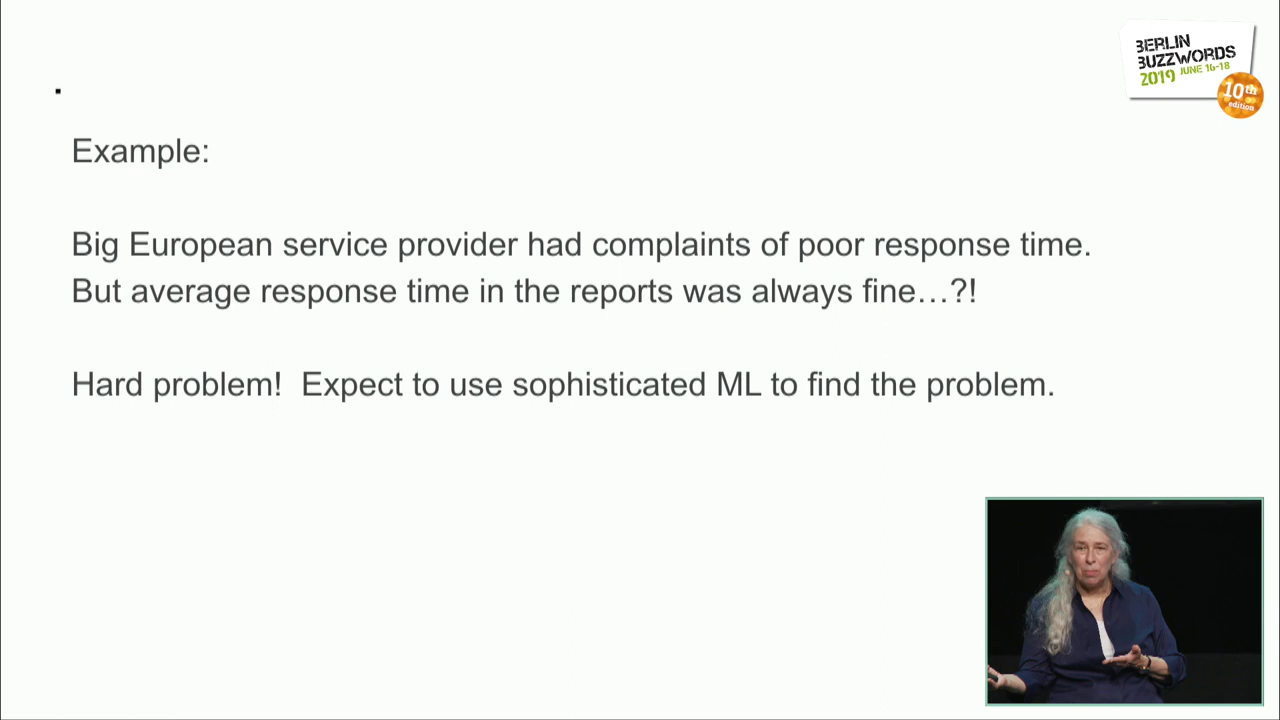 BERLIN
BUZZWORDS
2019 JUNE 16-18
10th
edition
.
Example:
Big European service provider had complaints of poor response time.
But average response time in the reports was always fine…?!
Hard problem!  Expect to use sophisticated ML to find the problem.